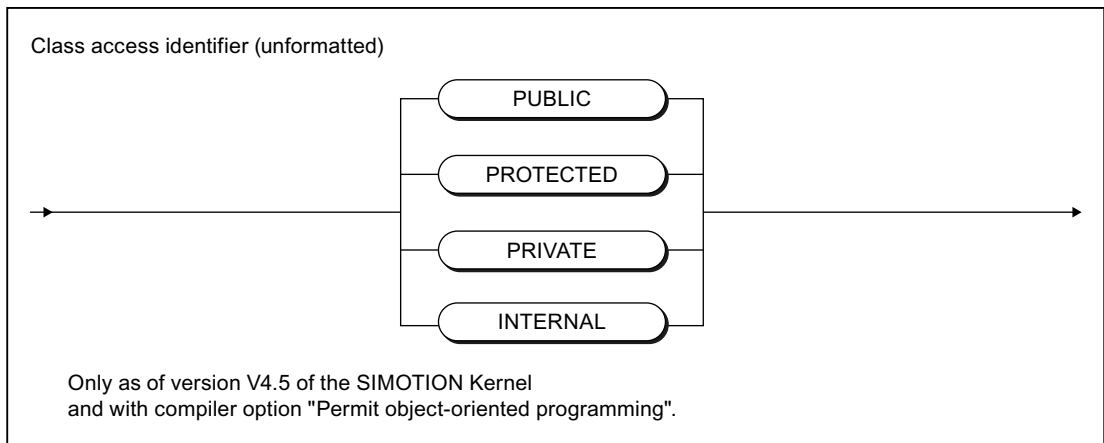 Class access identifier (unformatted)
PUBLIC
PROTECTED
PRIVATE
INTERNAL
Only as of version V4.5 of the SIMOTION Kernel
and with compiler option "Permit object-oriented programming".